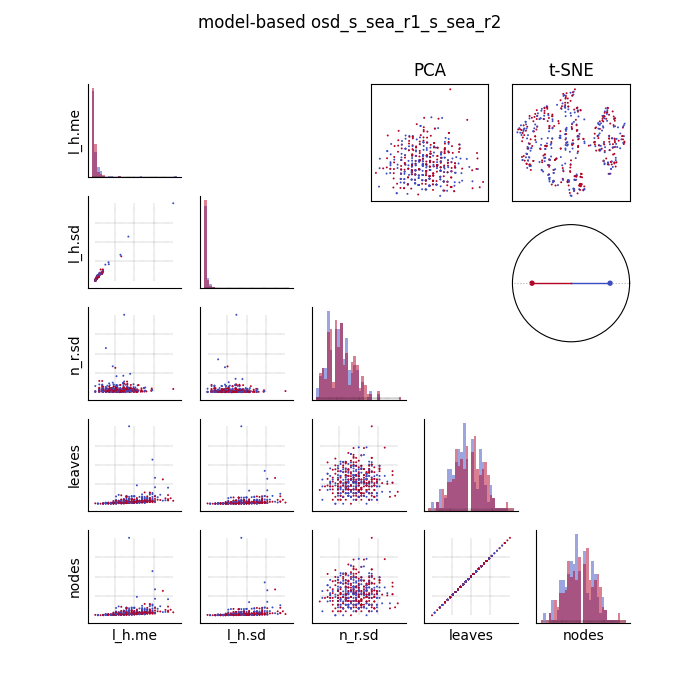 model-based osd_s_sea_r1_s_sea_r2
PCA
t-SNE
l_h.me
l_h.sd
n_r.sd
leaves
nodes
l_h.me
l_h.sd
n_r.sd
leaves
nodes